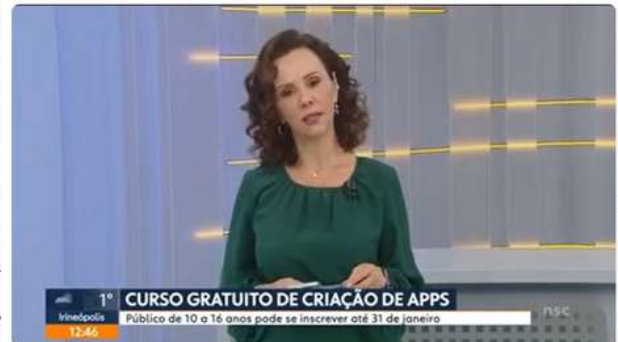 1° CURSO GRATUITO DE CRIAÇÃO DE APPS
Irineópolis Público de 10 a 16 anos pode se inscrever até 31 de janeiro
12:46
nsc